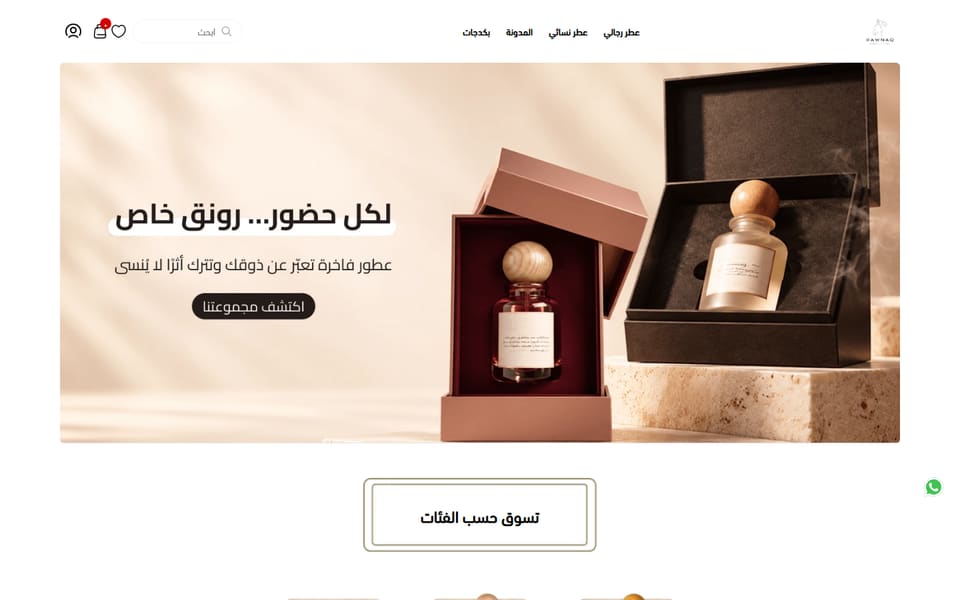 RAWNAQ
عطر رجالي
عطر نسائي
المدونة
بكدجات
ابحث
لكل حضور... رونق خاص
عطور فاخرة تعبّر عن ذوقك وتترك أثرًا لا يُنسى
اكتشف مجموعتنا
تسوق حسب الفئات